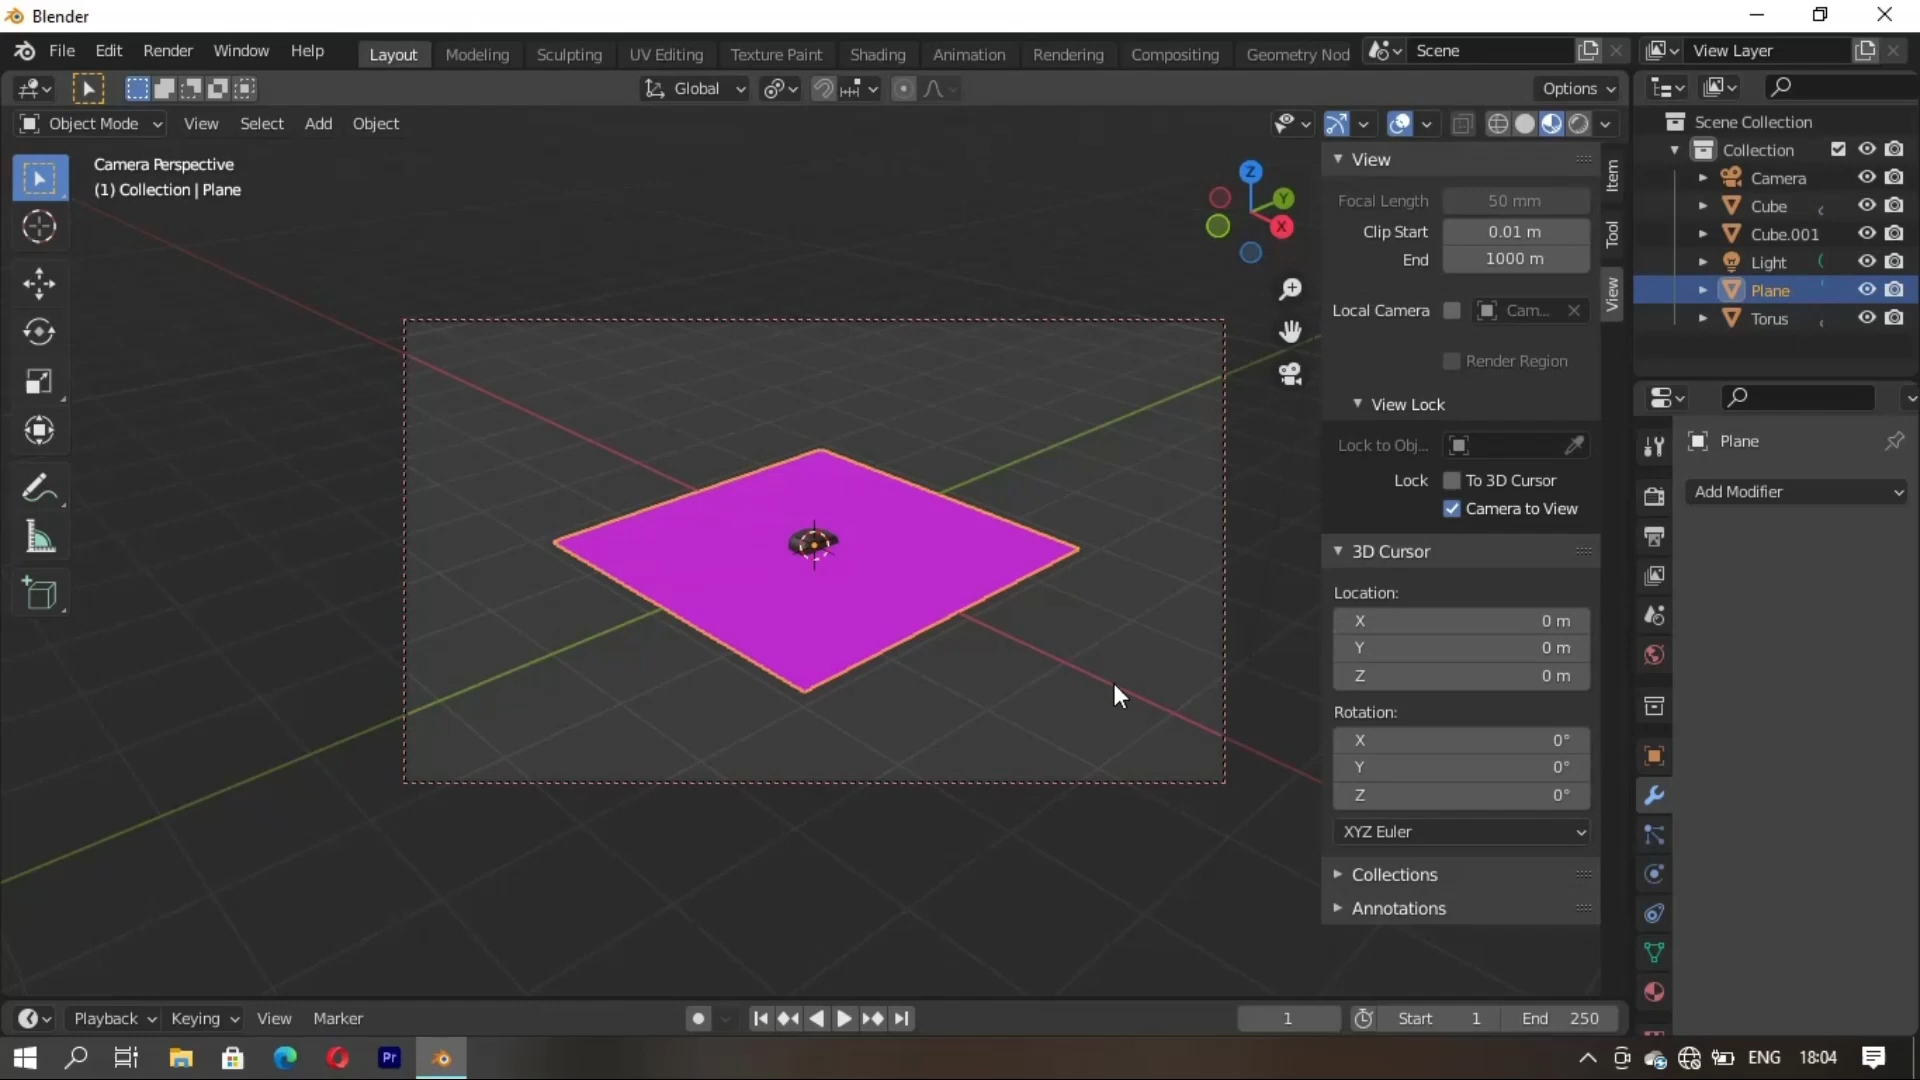 Blender
File Edit Render Window Help Layout Modeling Sculpting UV Editing Texture Paint Shading Animation Rendering Compositing Geometry Nod Scene View Layer
Global Options
Object Mode View Select Add Object
Camera Perspective
(1) Collection | Plane
Z
Y
X
View
Focal Length 50 mm
Clip Start 0.01 m
End 1000 m
Local Camera Cam...
Render Region
View Lock
Lock to Obj...
Lock To 3D Cursor
Camera to View
3D Cursor
Location:
X 0 m
Y 0 m
Z 0 m
Rotation:
X 0°
Y 0°
Z 0°
XYZ Euler
Collections
Annotations
Item
Tool
View
Scene Collection
Collection
Camera
Cube
Cube.001
Light
Plane
Torus
Plane
Add Modifier
Playback Keying View Marker 1 Start 1 End 250
Pr ENG 18:04